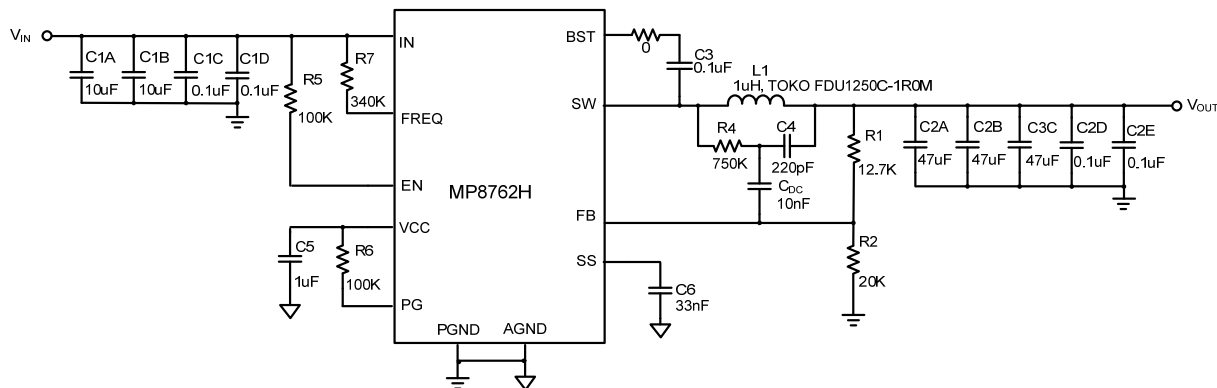 VIN
C1A
10uF
C1B
10uF
C1C
0.1uF
C1D
0.1uF
R5
100K
R7
340K
IN
FREQ
EN
VCC
PG
C5
1uF
R6
100K
MP8762H
PGND
AGND
BST
SW
FB
SS
0
C3
0.1uF
L1
1uH, TOKO FDU1250C-1R0M
R4
750K
C4
220pF
CDC
10nF
R1
12.7K
R2
20K
C6
33nF
C2A
47uF
C2B
47uF
C3C
47uF
C2D
0.1uF
C2E
0.1uF
VOUT